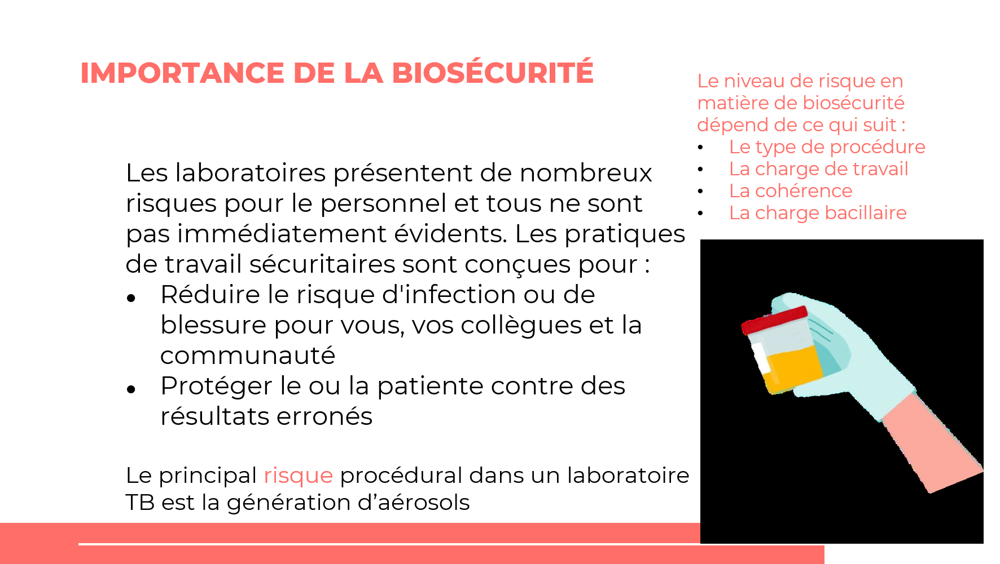 IMPORTANCE DE LA BIOSÉCURITÉ
Les laboratoires présentent de nombreux
risques pour le personnel et tous ne sont
pas immédiatement évidents. Les pratiques
de travail sécuritaires sont conçues pour :
● Réduire le risque d'infection ou de
blessure pour vous, vos collègues et la
communauté
● Protéger le ou la patiente contre des
résultats erronés
Le principal risque procédural dans un laboratoire
TB est la génération d’aérosols
Le niveau de risque en
matière de biosécurité
dépend de ce qui suit :
• Le type de procédure
• La charge de travail
• La cohérence
• La charge bacillaire